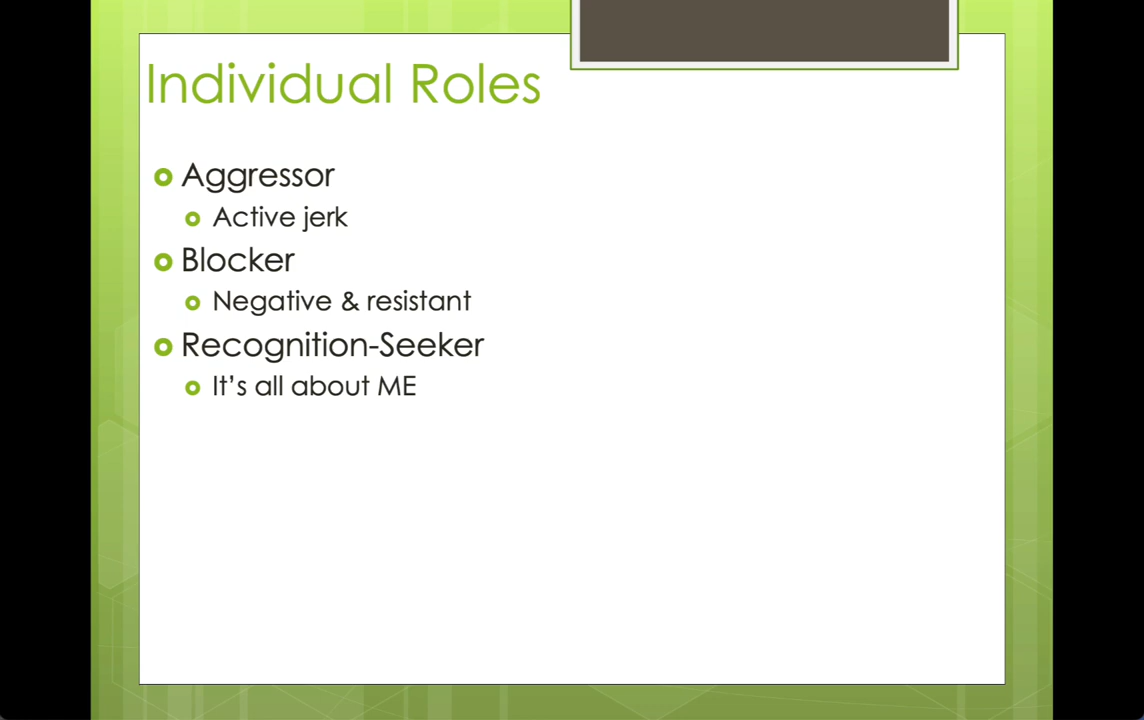 Individual Roles
Aggressor
Active jerk
Blocker
Negative & resistant
Recognition-Seeker
It's all about ME